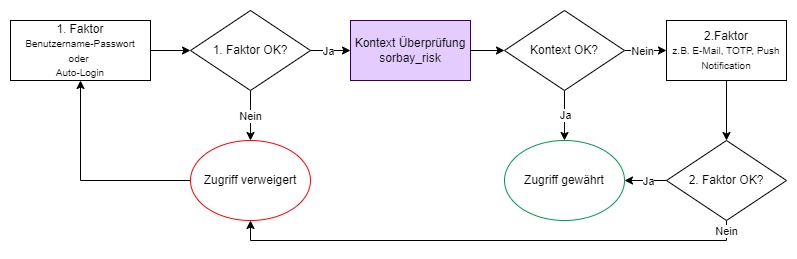 1. Faktor
Benutzername-Passwort
oder
Auto-Login
1. Faktor OK?
Ja
Kontext Überprüfung
sorbay_risk
Kontext OK?
Nein
2.Faktor
z.B. E-Mail, TOTP, Push
Notification
Nein
Ja
Zugriff verweigert
Zugriff gewährt
Ja
2. Faktor OK?
Nein